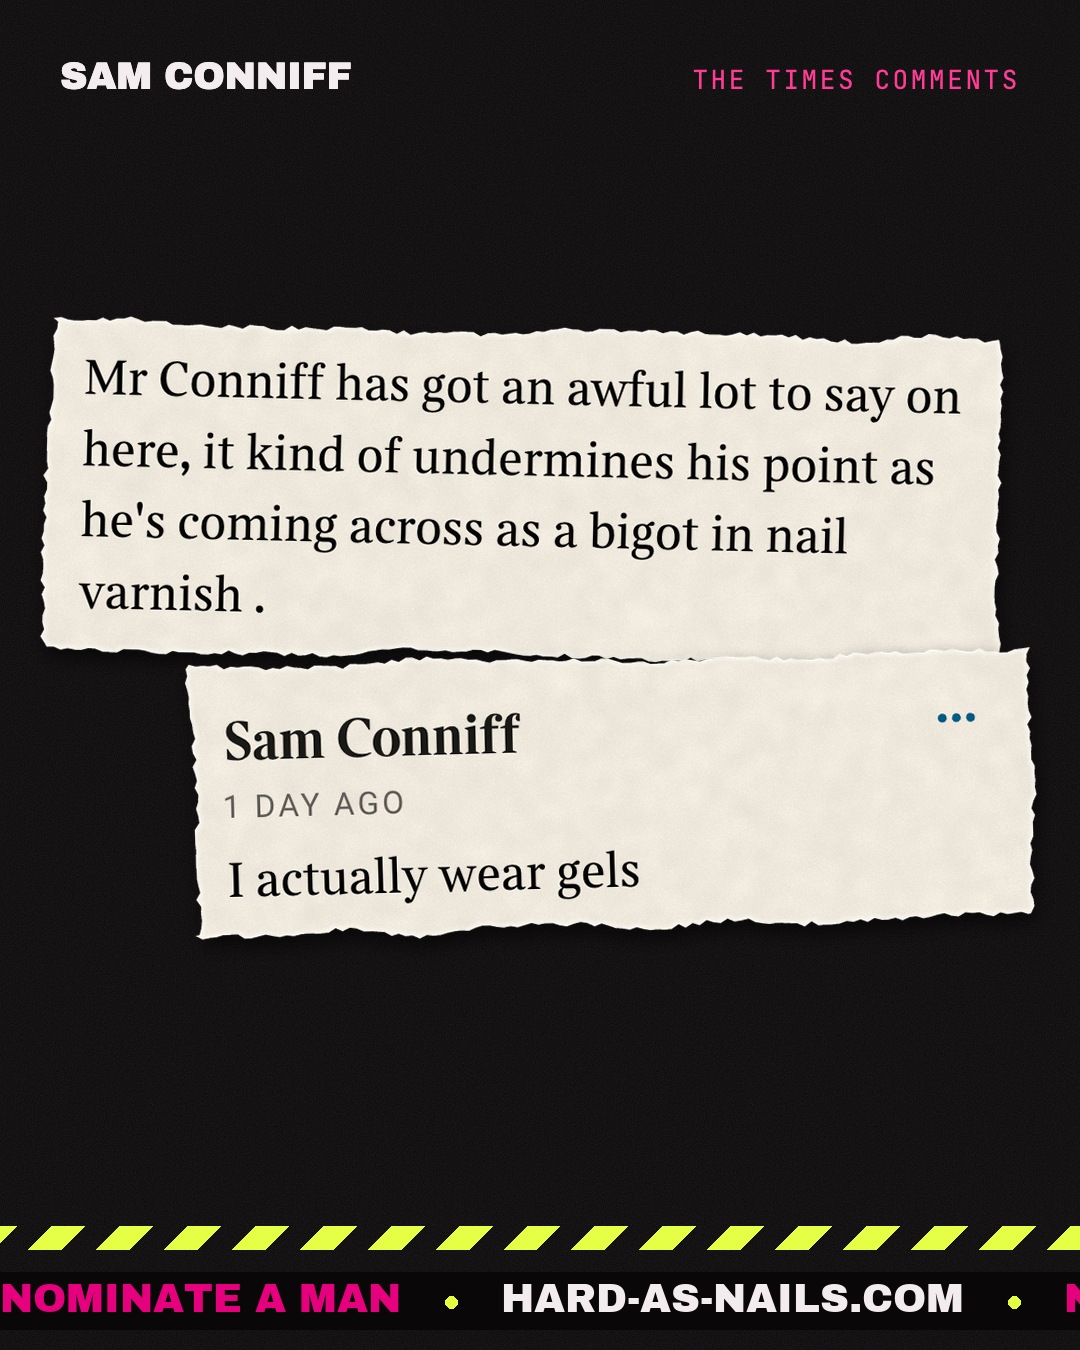 SAM CONNIFF
THE TIMES COMMENTS
Mr Conniff has got an awful lot to say on
here, it kind of undermines his point as
he's coming across as a bigot in nail
varnish .
Sam Conniff
1 DAY AGO
I actually wear gels
NOMINATE A MAN • HARD-AS-NAILS.COM •